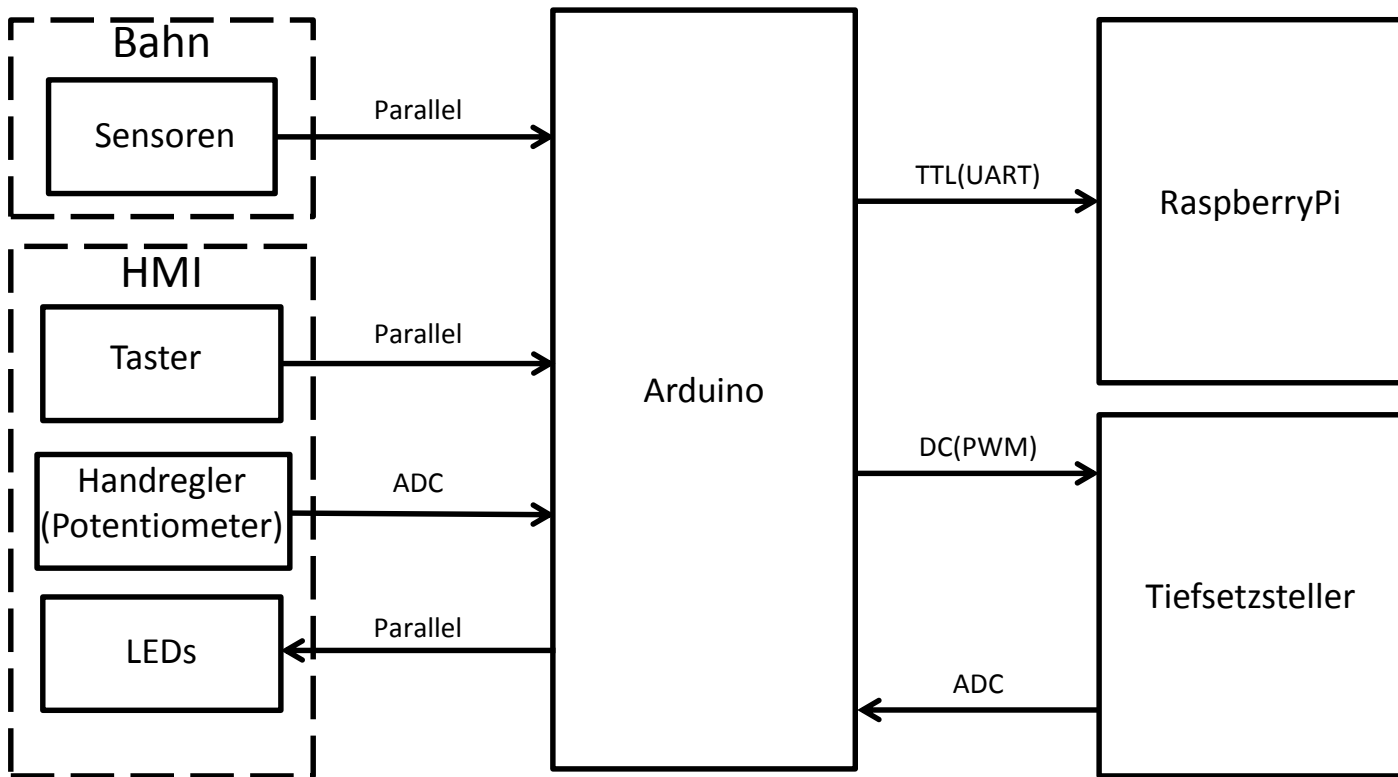 Bahn
Sensoren
Parallel
HMI
Taster
Parallel
Handregler
(Potentiometer)
ADC
LEDs
Parallel
Arduino
TTL(UART)
RaspberryPi
DC(PWM)
Tiefsetzsteller
ADC